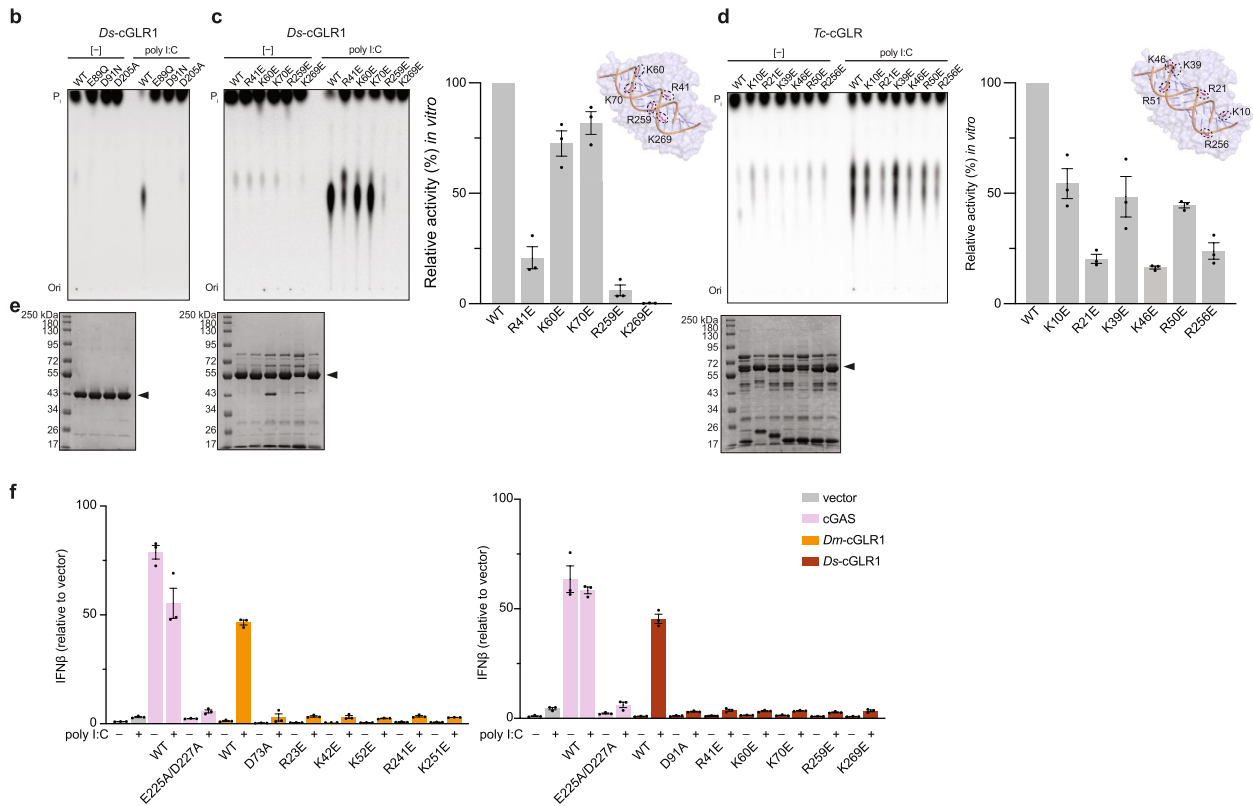 b
Ds-cGLR1
[–]
poly I:C
WT
E89Q
D91N
D205A
WT
E89Q
D91N
D205A
Pi
Ori
c
Ds-cGLR1
[–]
poly I:C
WT
R41E
K60E
K70E
R259E
K269E
WT
R41E
K60E
K70E
R259E
K269E
Pi
Ori
Relative activity (%) in vitro
100
50
0
WT
R41E
K60E
K70E
R259E
K269E
K60
R41
K70
R259
K269
d
Tc-cGLR
[–]
poly I:C
WT
K10E
R21E
K39E
K46E
R50E
R256E
WT
K10E
R21E
K39E
K46E
R50E
R256E
Pi
Ori
Relative activity (%) in vitro
100
50
0
WT
K10E
R21E
K39E
K46E
R50E
R256E
K46
K39
R51
R21
K10
R256
e
250 kDa
180
130
95
72
55
43
34
26
17
250 kDa
180
130
95
72
55
43
34
26
17
250 kDa
180
130
95
72
55
43
34
26
17
f
IFNβ (relative to vector)
100
50
0
poly I:C – + – + – + – + – + – + – + – + – + – +
WT
E225A/D227A
WT
D73A
R23E
K42E
K52E
R241E
K251E
IFNβ (relative to vector)
100
50
0
poly I:C – + – + – + – + – + – + – + – + – + – +
WT
E225A/D227A
WT
D91A
R41E
K60E
K70E
R259E
K269E
vector
cGAS
Dm-cGLR1
Ds-cGLR1